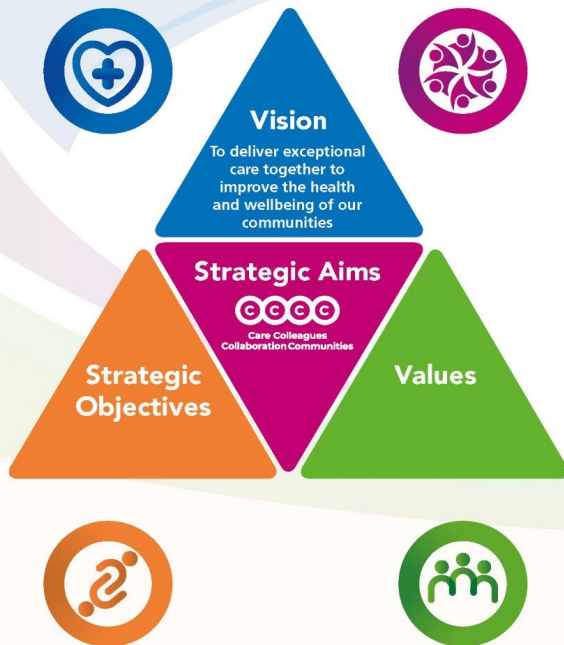 Vision
To deliver exceptional
care together to
improve the health
and wellbeing of our
communities
Strategic Aims
C C C C
Care Colleagues
Collaboration Communities
Strategic
Objectives
Values